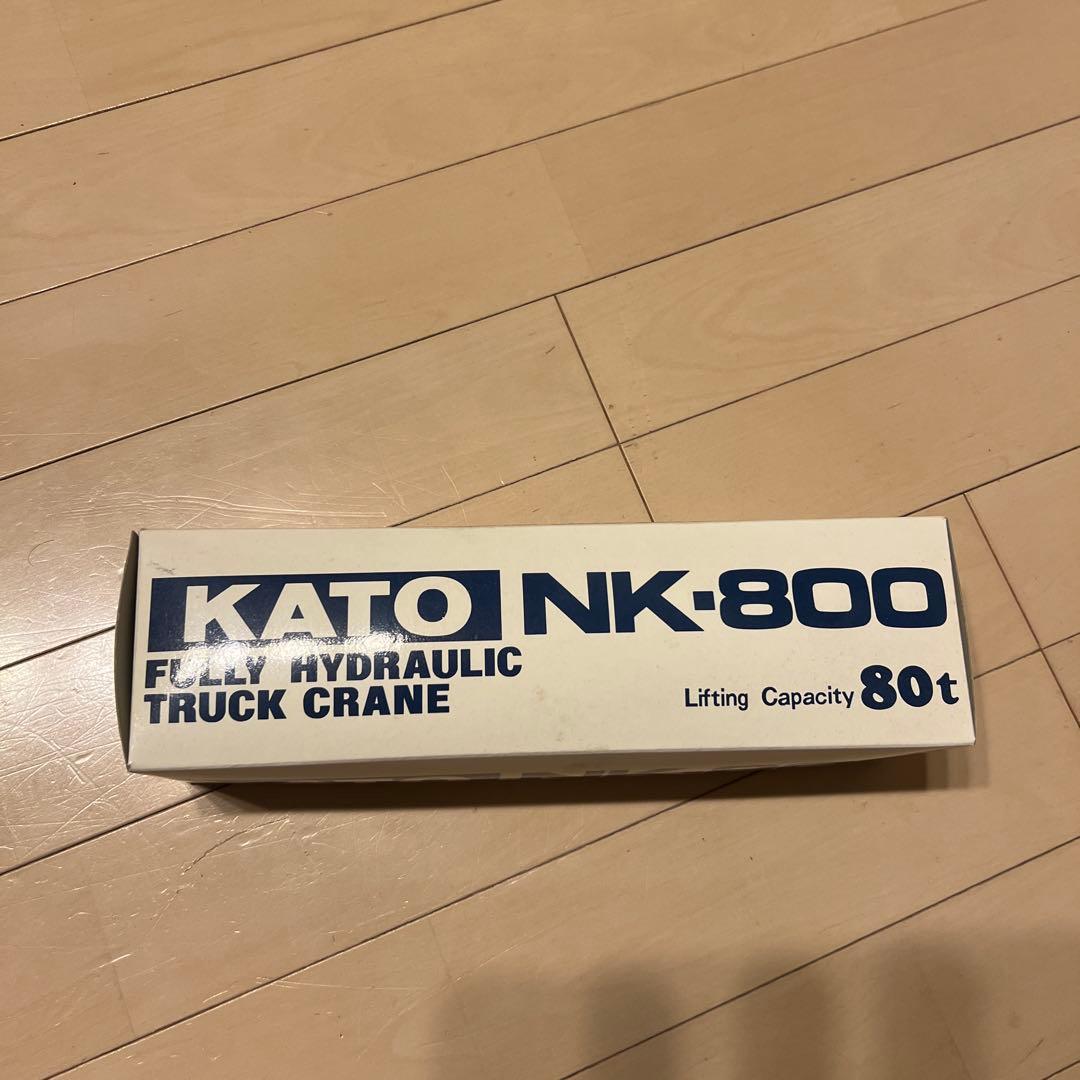 KATO NK-800
FULLY HYDRAULIC
TRUCK CRANE
Lifting Capacity 80t